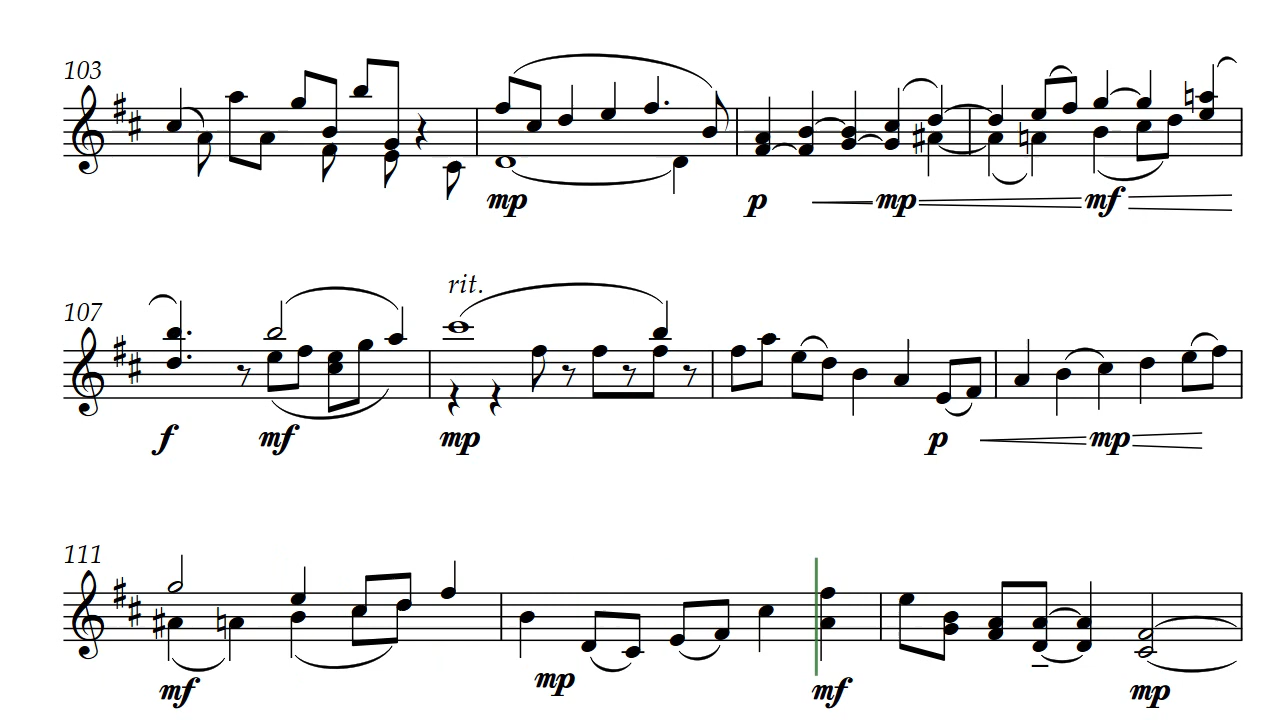 103
mp p mp mf
107 rit.
f mf mp p mp
111
mf mp mf mp